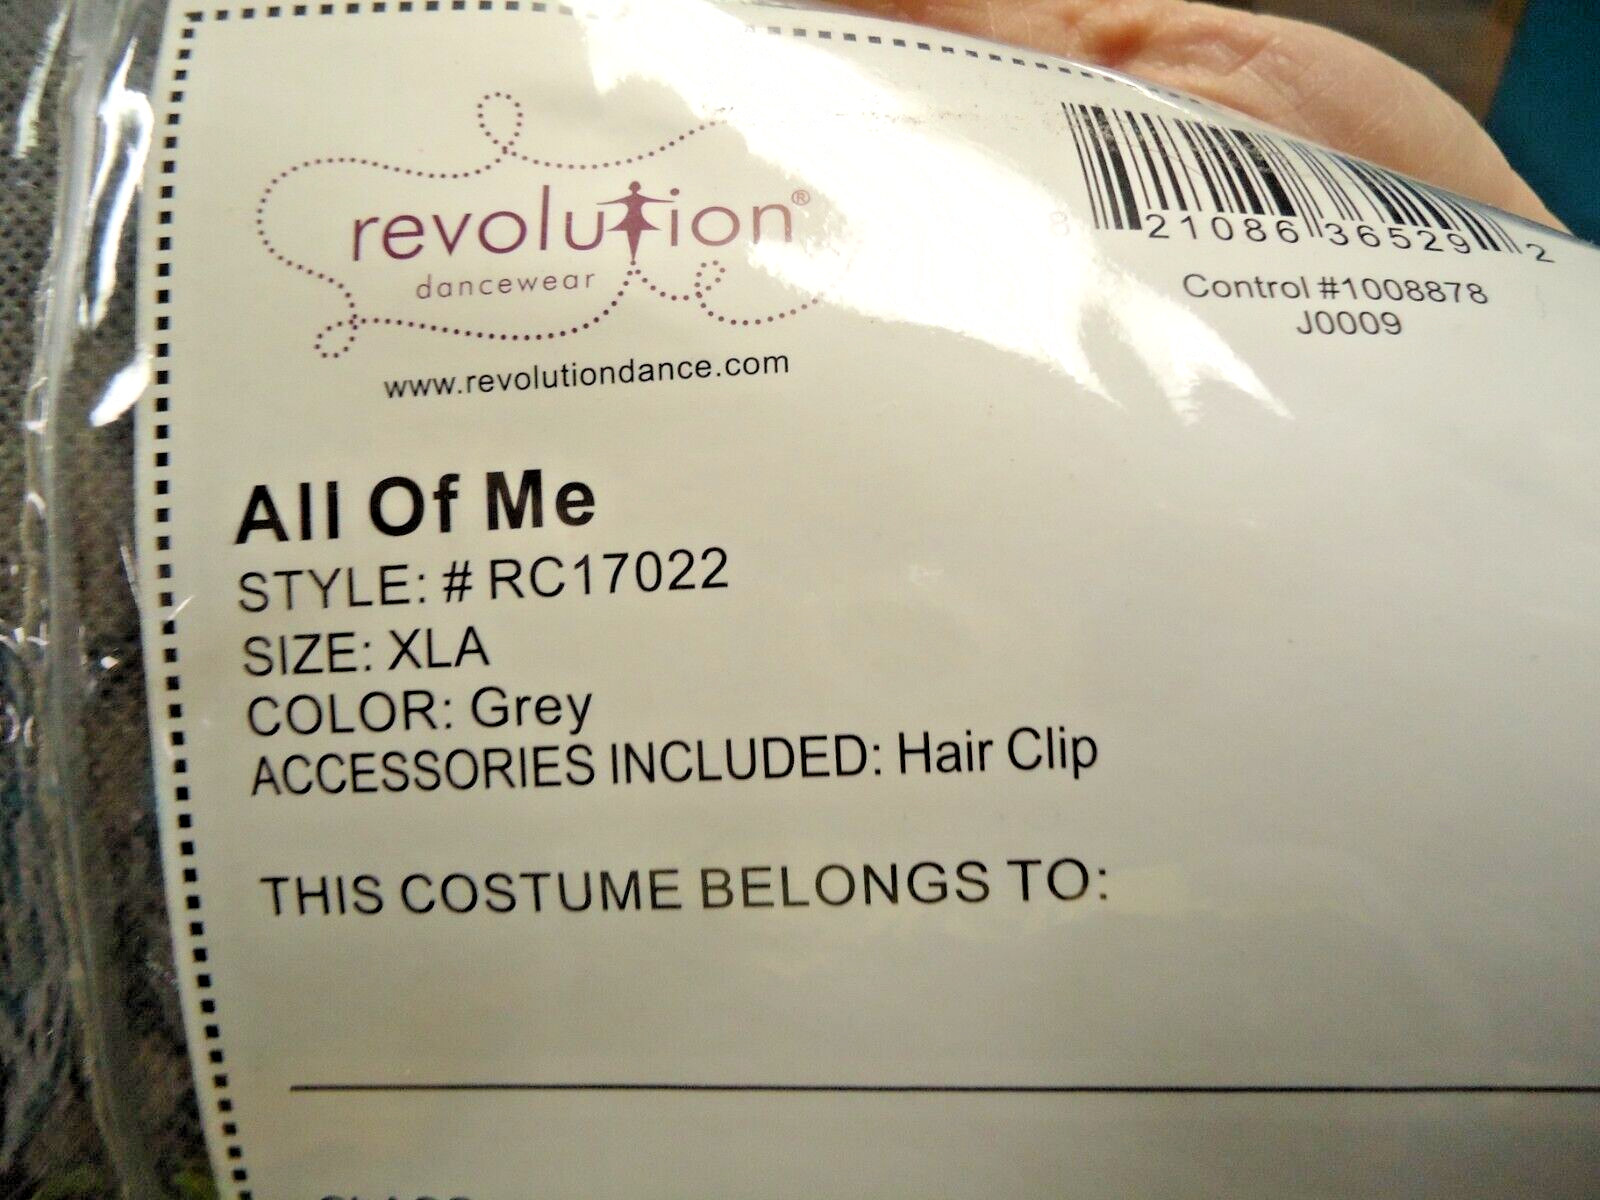 revolution®
dancewear
www.revolutiondance.com
8 21086 36529 2
Control #1008878
J0009
All Of Me
STYLE: # RC17022
SIZE: XLA
COLOR: Grey
ACCESSORIES INCLUDED: Hair Clip
THIS COSTUME BELONGS TO: